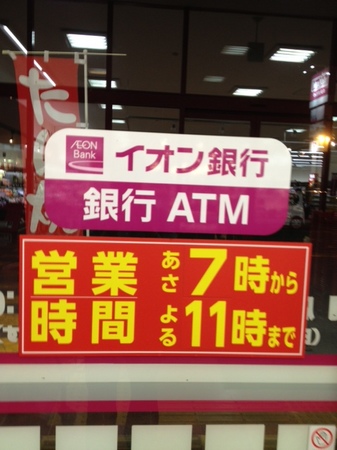 ÆON
Bank
イオン銀行
銀行 ATM
営業
時間
あさ 7時から
よる 11時まで